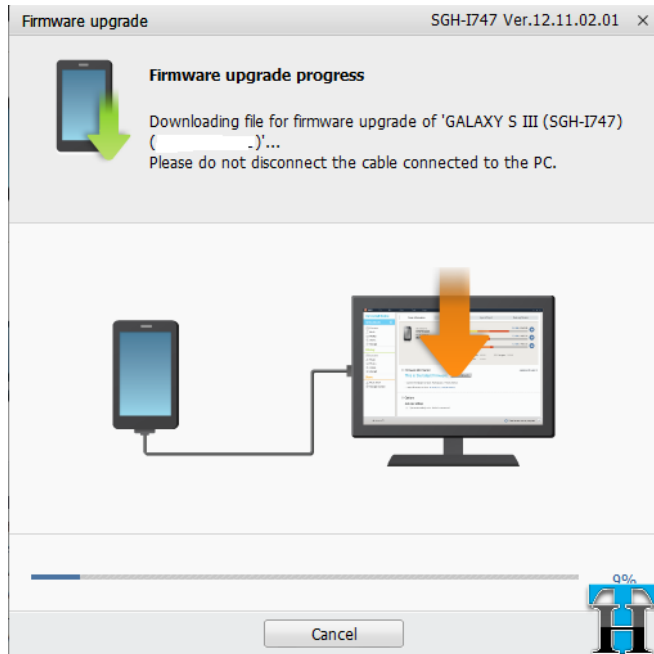 Firmware upgrade
SGH-I747 Ver.12.11.02.01 ×
Firmware upgrade progress
Downloading file for firmware upgrade of 'GALAXY S III (SGH-I747)
( )'...
Please do not disconnect the cable connected to the PC.
9%
Cancel
TH